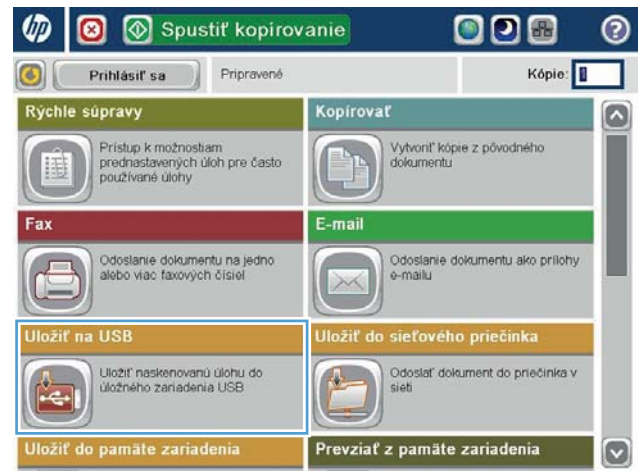 hp
Spustiť kopírovanie
?
Prihlásiť sa
Pripravené
Kópie: 1
Rýchle súpravy
Prístup k možnostiam
prednastavených úloh pre často
používané úlohy
Kopírovať
Vytvoriť kópie z pôvodného
dokumentu
Fax
Odoslanie dokumentu na jedno
alebo viac faxových čísiel
E-mail
Odoslanie dokumentu ako prílohy
e-mailu
Uložiť na USB
Uložiť naskenovanú úlohu do
úložného zariadenia USB
Uložiť do sieťového priečinka
Odoslať dokument do priečinka v
sieti
Uložiť do pamäte zariadenia
Prevziať z pamäte zariadenia